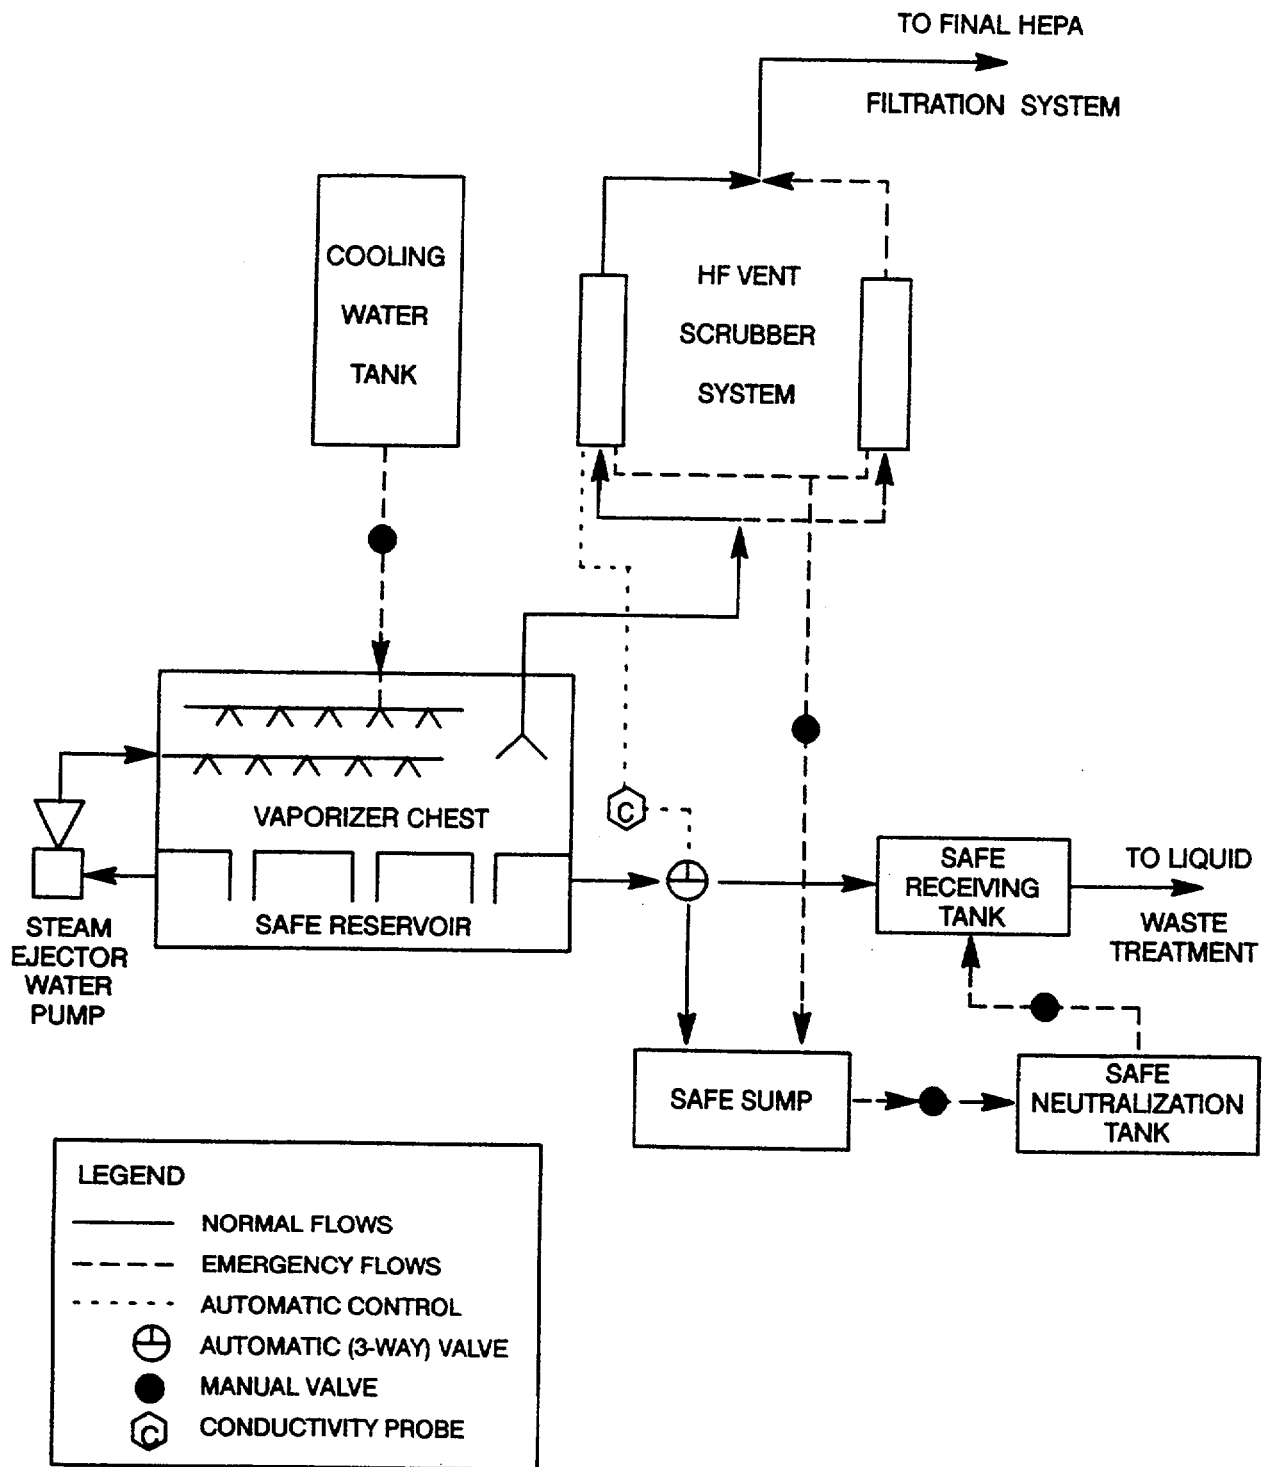 TO FINAL HEPA
FILTRATION SYSTEM
COOLING
WATER
TANK
HF VENT
SCRUBBER
SYSTEM
VAPORIZER CHEST
SAFE RESERVOIR
STEAM
EJECTOR
WATER
PUMP
C
SAFE
RECEIVING
TANK
TO LIQUID
WASTE
TREATMENT
SAFE SUMP
SAFE
NEUTRALIZATION
TANK
LEGEND
NORMAL FLOWS
EMERGENCY FLOWS
AUTOMATIC CONTROL
AUTOMATIC (3-WAY) VALVE
MANUAL VALVE
C CONDUCTIVITY PROBE